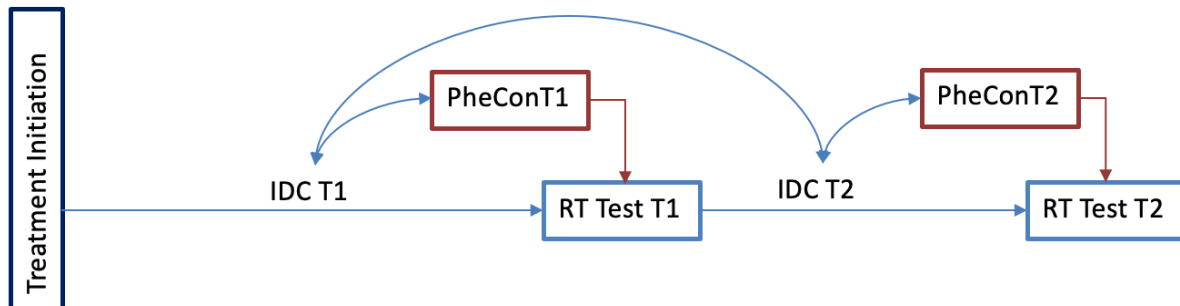 Treatment Initiation
PheConT1
PheConT2
IDC T1
RT Test T1
IDC T2
RT Test T2